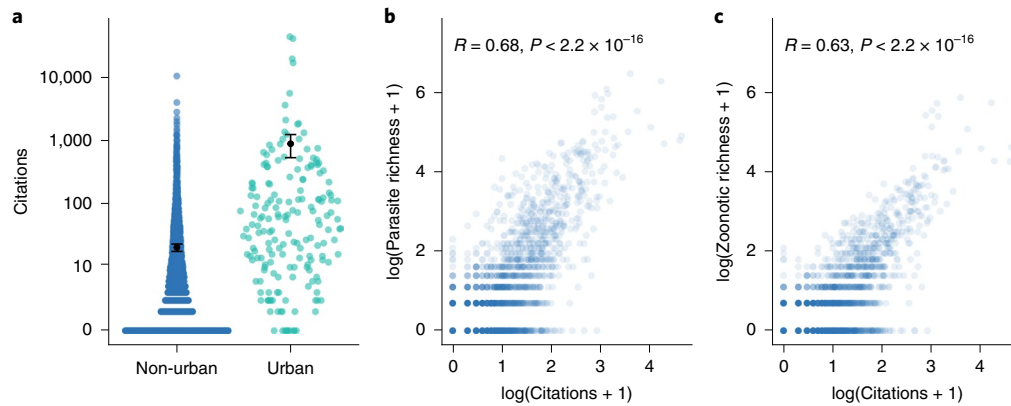 a
Citations
10,000
1,000
100
10
0
Non-urban
Urban
b
R = 0.68, P < 2.2 × 10⁻¹⁶
log(Parasite richness + 1)
6
4
2
0
0 1 2 3 4
log(Citations + 1)
c
R = 0.63, P < 2.2 × 10⁻¹⁶
log(Zoonotic richness + 1)
6
4
2
0
0 1 2 3 4
log(Citations + 1)